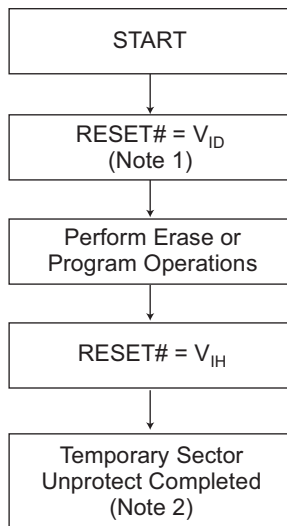 START
RESET# = VID
(Note 1)
Perform Erase or
Program Operations
RESET# = VIH
Temporary Sector
Unprotect Completed
(Note 2)